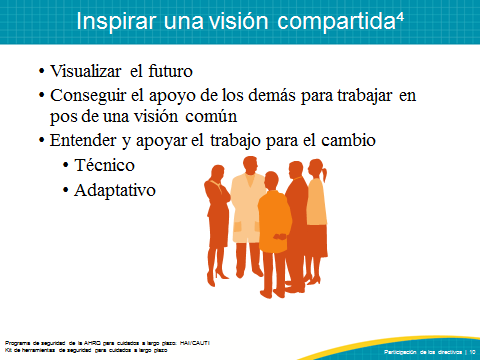 Inspirar una visión compartida⁴
• Visualizar el futuro
• Conseguir el apoyo de los demás para trabajar en
pos de una visión común
• Entender y apoyar el trabajo para el cambio
• Técnico
• Adaptativo
Programa de seguridad de la AHRQ para cuidados a largo plazo: HAI/CAUTI
Kit de herramientas de seguridad para cuidados a largo plazo
Participación de los directivos | 10